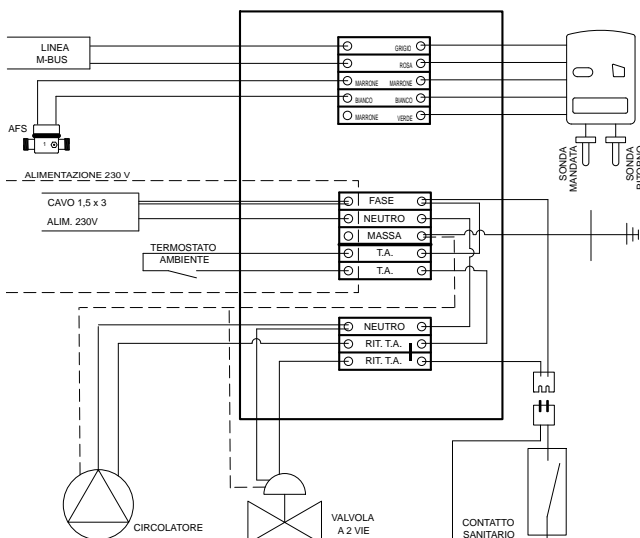 LINEA
M-BUS
GRIGIO
ROSA
MARRONE MARRONE
BIANCO BIANCO
MARRONE VERDE
AFS
1
SONDA
MANDATA
SONDA
RITORNO
ALIMENTAZIONE 230 V
CAVO 1,5 x 3
ALIM. 230V
FASE
NEUTRO
MASSA
T.A.
T.A.
TERMOSTATO
AMBIENTE
NEUTRO
RIT. T.A.
RIT. T.A.
CIRCOLATORE
VALVOLA
A 2 VIE
CONTATTO
SANITARIO